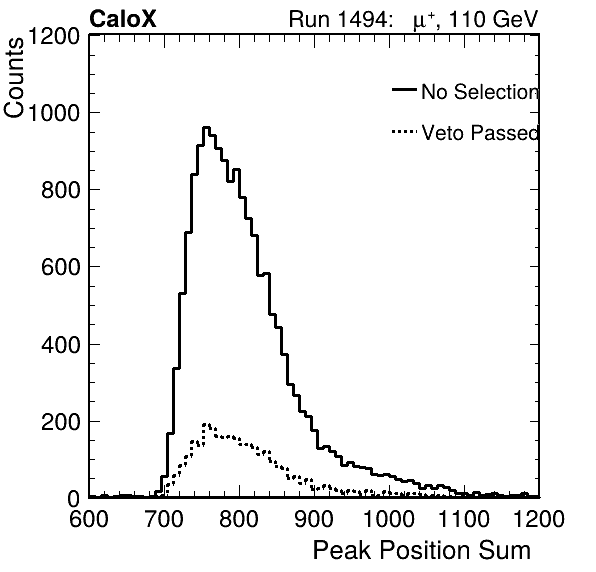 CaloX Run 1494: μ⁺, 110 GeV
Counts
1200
1000
800
600
400
200
0
No Selection
Veto Passed
600 700 800 900 1000 1100 1200
Peak Position Sum